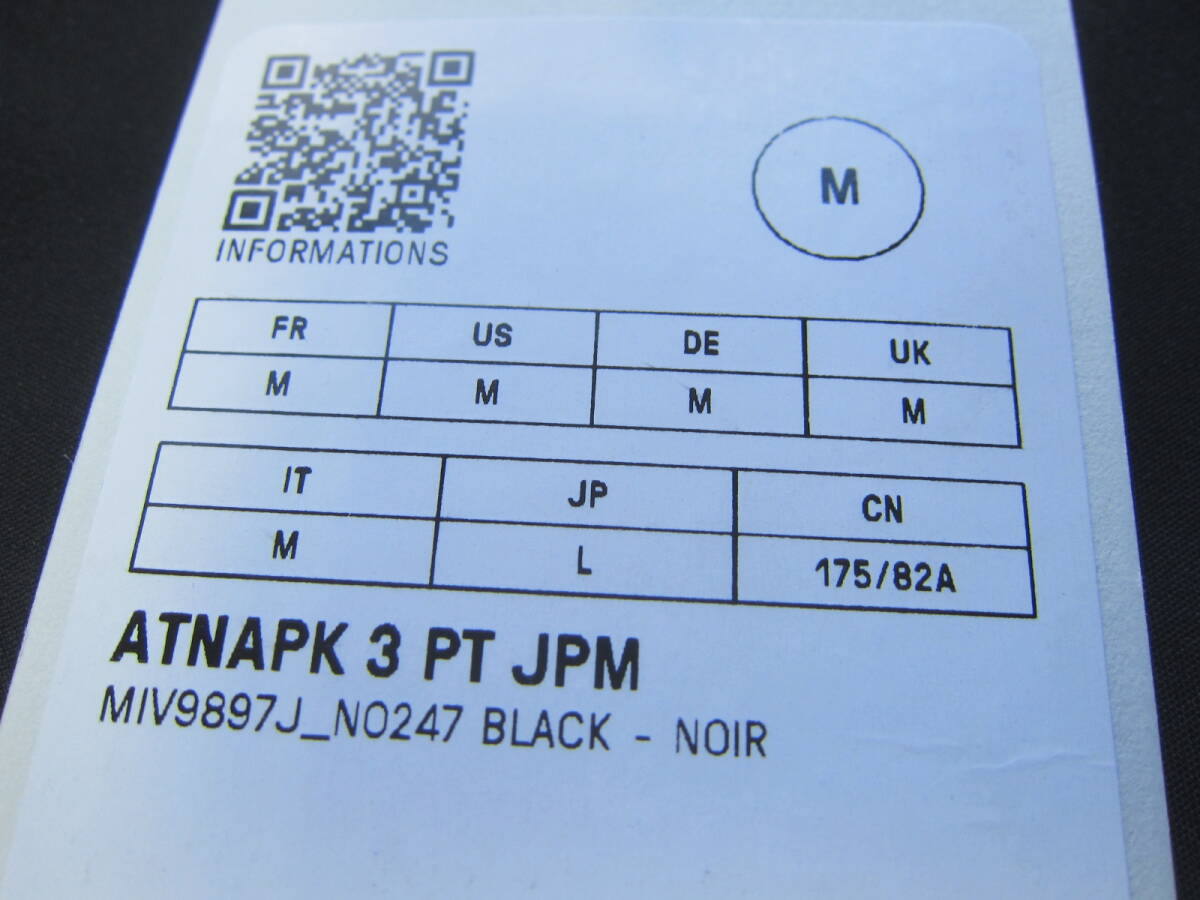 INFORMATIONS
M
FR US DE UK
M M M M
IT JP CN
M L 175/82A
ATNAPK 3 PT JPM
MIV9897J_N0247 BLACK - NOIR